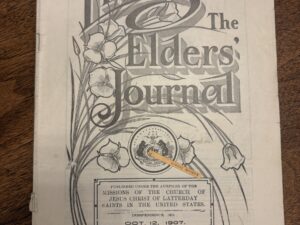 The
Elders'
Journal
PUBLISHED UNDER THE AUSPICES OF THE
MISSIONS OF THE CHURCH OF
JESUS CHRIST OF LATTERDAY
SAINTS IN THE UNITED STATES.
INDEPENDENCE, MO.
OCT. 12, 1907.